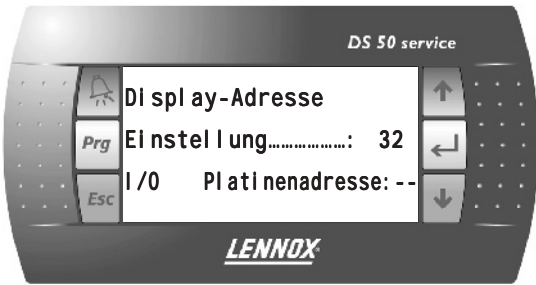 DS 50 service
Display-Adresse
Prg
Einstellung………………: 32
I/O Platinenadresse:--
Esc
LENNOX